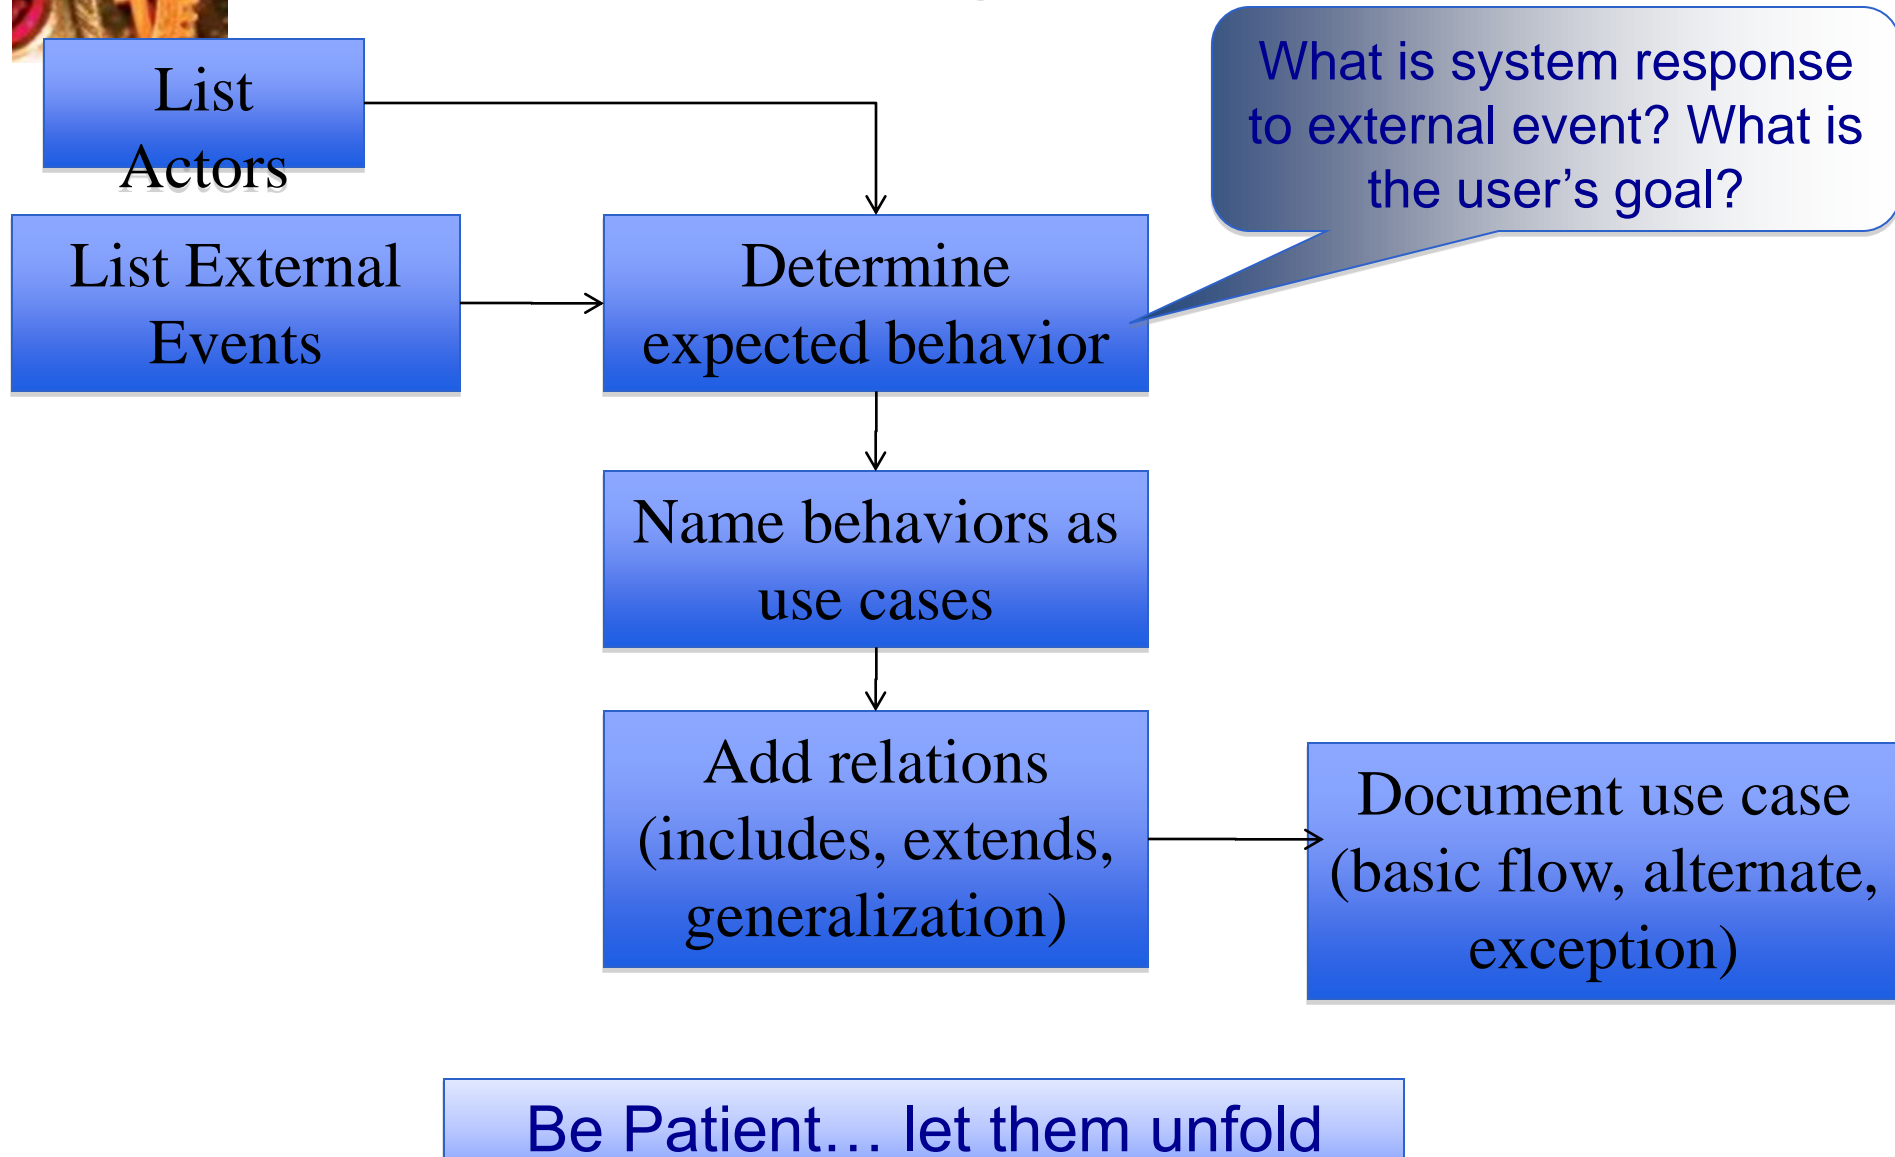 List
Actors
What is system response
to external event? What is
the user’s goal?
List External
Events
Determine
expected behavior
Name behaviors as
use cases
Add relations
(includes, extends,
generalization)
Document use case
(basic flow, alternate,
exception)
Be Patient… let them unfold